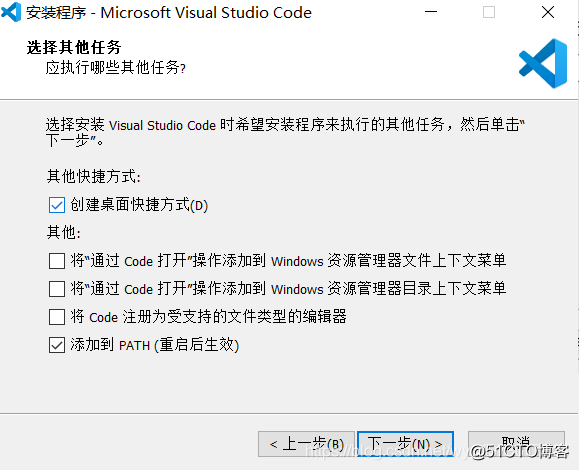 安装程序 - Microsoft Visual Studio Code
选择其他任务
应执行哪些其他任务?
选择安装 Visual Studio Code 时希望安装程序来执行的其他任务，然后单击“
下一步”。
其他快捷方式:
创建桌面快捷方式(D)
其他:
将“通过 Code 打开”操作添加到 Windows 资源管理器文件上下文菜单
将“通过 Code 打开”操作添加到 Windows 资源管理器目录上下文菜单
将 Code 注册为受支持的文件类型的编辑器
添加到 PATH (重启后生效)
< 上一步(B)
下一步(N) >
取消
@51CTO博客